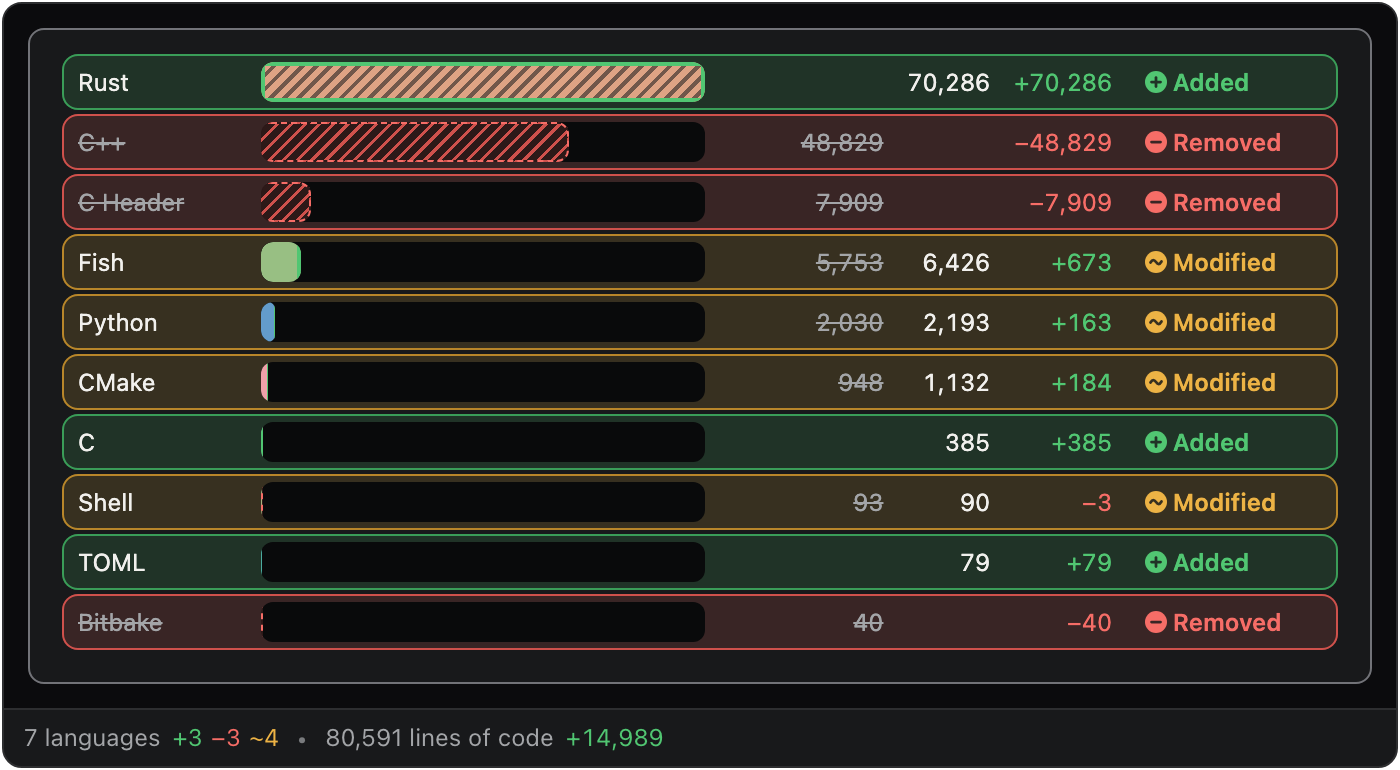 Rust 70,286 +70,286 Added
C++ 48,829 −48,829 Removed
C Header 7,909 −7,909 Removed
Fish 5,753 6,426 +673 Modified
Python 2,030 2,193 +163 Modified
CMake 948 1,132 +184 Modified
C 385 +385 Added
Shell 93 90 −3 Modified
TOML 79 +79 Added
Bitbake 40 −40 Removed
7 languages +3 −3 ~4 • 80,591 lines of code +14,989